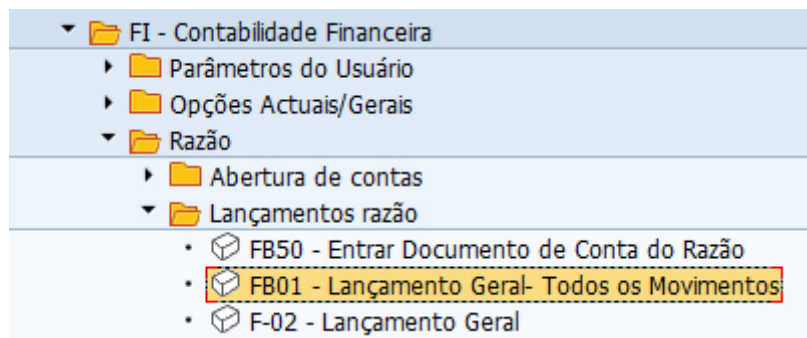 FI - Contabilidade Financeira
Parâmetros do Usuário
Opções Actuais/Gerais
Razão
Abertura de contas
Lançamentos razão
FB50 - Entrar Documento de Conta do Razão
FB01 - Lançamento Geral- Todos os Movimentos
F-02 - Lançamento Geral